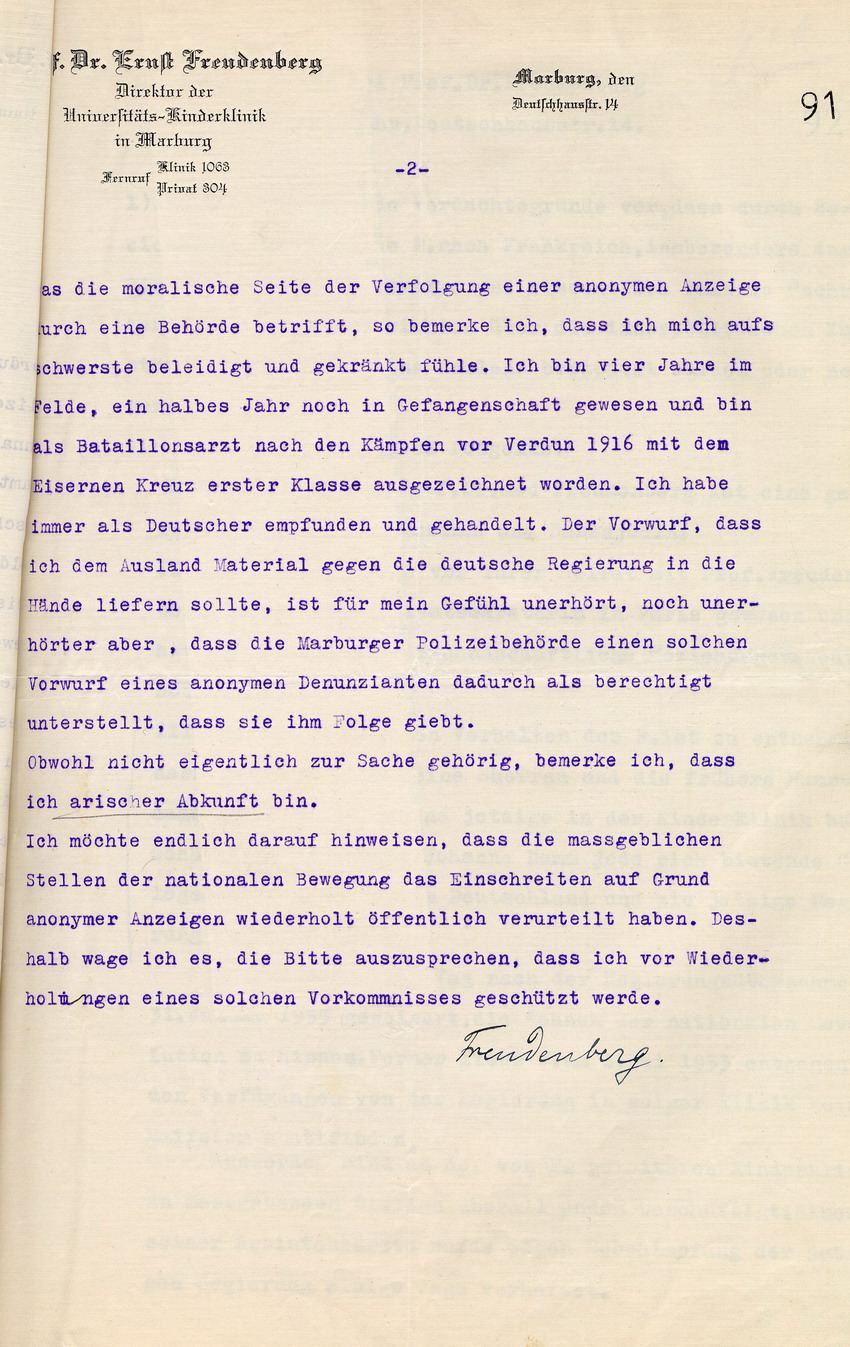 f. Dr. Ernst Freudenberg
Direktor der
Universitäts-Kinderklinik
in Marburg
Fernruf Klinik 1063
Privat 304
Marburg, den
Deutschhausstr. 14
91
-2-
as die moralische Seite der Verfolgung einer anonymen Anzeige
urch eine Behörde betrifft, so bemerke ich, dass ich mich aufs
schwerste beleidigt und gekränkt fühle. Ich bin vier Jahre im
Felde, ein halbes Jahr noch in Gefangenschaft gewesen und bin
als Bataillonsarzt nach den Kämpfen vor Verdun 1916 mit dem
Eisernen Kreuz erster Klasse ausgezeichnet worden. Ich habe
immer als Deutscher empfunden und gehandelt. Der Vorwurf, dass
ich dem Ausland Material gegen die deutsche Regierung in die
Hände liefern sollte, ist für mein Gefühl unerhört, noch uner-
hörter aber , dass die Marburger Polizeibehörde einen solchen
Vorwurf eines anonymen Denunzianten dadurch als berechtigt
unterstellt, dass sie ihm Folge giebt.
Obwohl nicht eigentlich zur Sache gehörig, bemerke ich, dass
ich arischer Abkunft bin.
Ich möchte endlich darauf hinweisen, dass die massgeblichen
Stellen der nationalen Bewegung das Einschreiten auf Grund
anonymer Anzeigen wiederholt öffentlich verurteilt haben. Des-
halb wage ich es, die Bitte auszusprechen, dass ich vor Wieder-
holungen eines solchen Vorkommnisses geschützt werde.
Freudenberg.